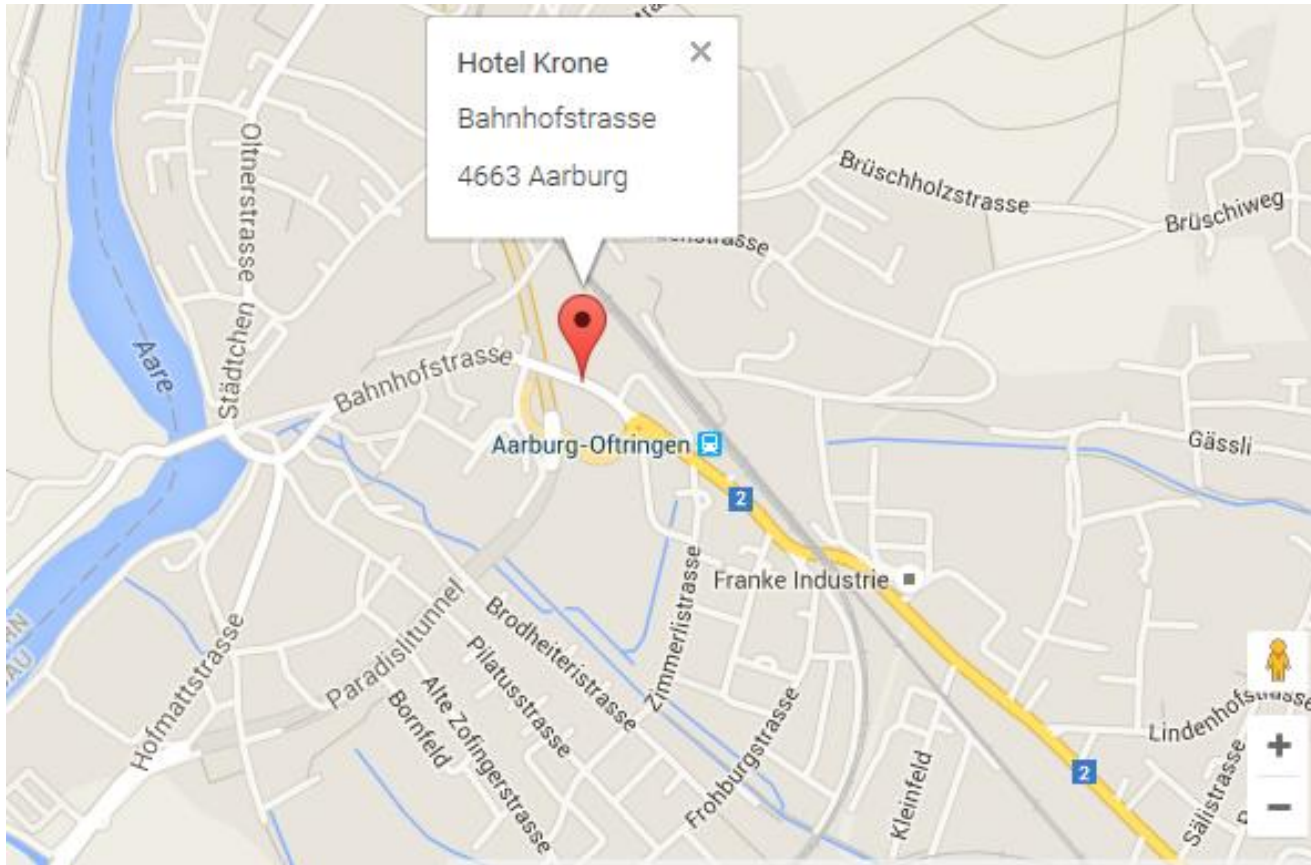 Hotel Krone
Bahnhofstrasse
4663 Aarburg
Oltnerstrasse
Brüschholzstrasse
Brüschiweg
Aare
Städtchen
Bahnhofstrasse
Gässli
Aarburg-Oftringen
2
Franke Industrie
Zimmerlistrasse
Paradislitunnel
Brodheiteristrasse
Pilatusstrasse
Alte Zofingerstrasse
Bornfeld
Hofmattstrasse
Frohburgstrasse
Kleinfeld
2
Lindenhofstrasse
Sälistrasse